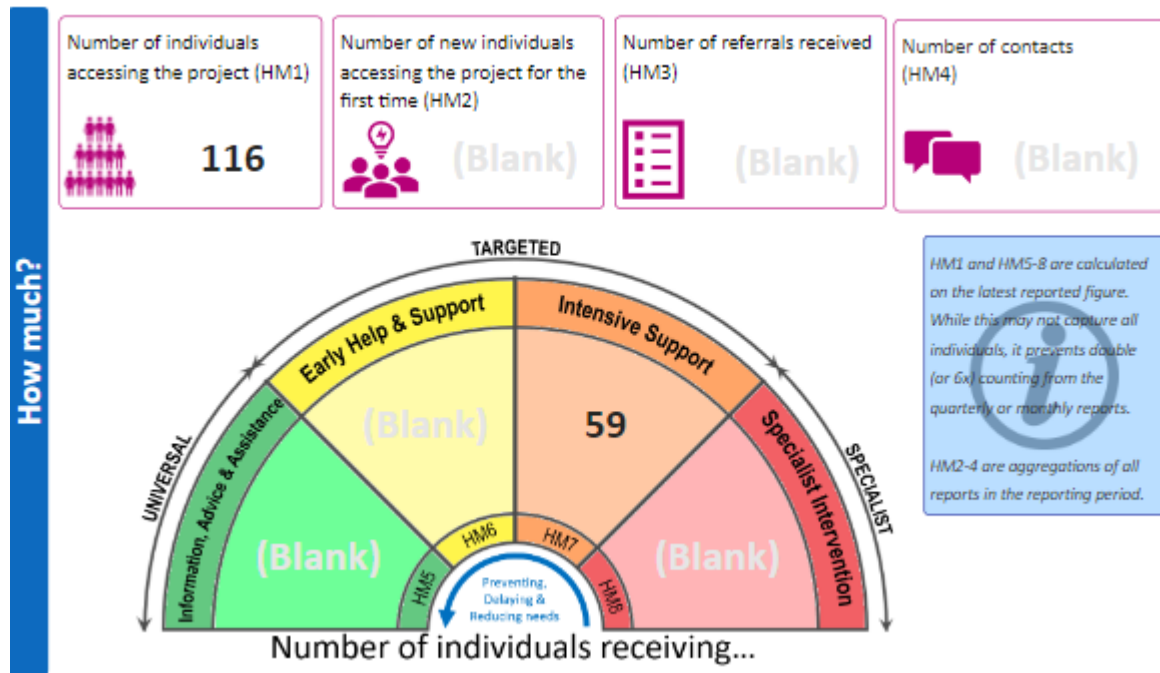 How much?
Number of individuals
accessing the project (HM1)
116
Number of new individuals
accessing the project for the
first time (HM2)
(Blank)
Number of referrals received
(HM3)
(Blank)
Number of contacts
(HM4)
(Blank)
UNIVERSAL
TARGETED
SPECIALIST
Information, Advice & Assistance
Early Help & Support
Intensive Support
Specialist Intervention
(Blank)
(Blank)
59
(Blank)
HM5
HM6
HM7
HM8
Preventing,
Delaying &
Reducing needs
Number of individuals receiving...
HM1 and HM5-8 are calculated
on the latest reported figure.
While this may not capture all
individuals, it prevents double
(or 6x) counting from the
quarterly or monthly reports.
HM2-4 are aggregations of all
reports in the reporting period.